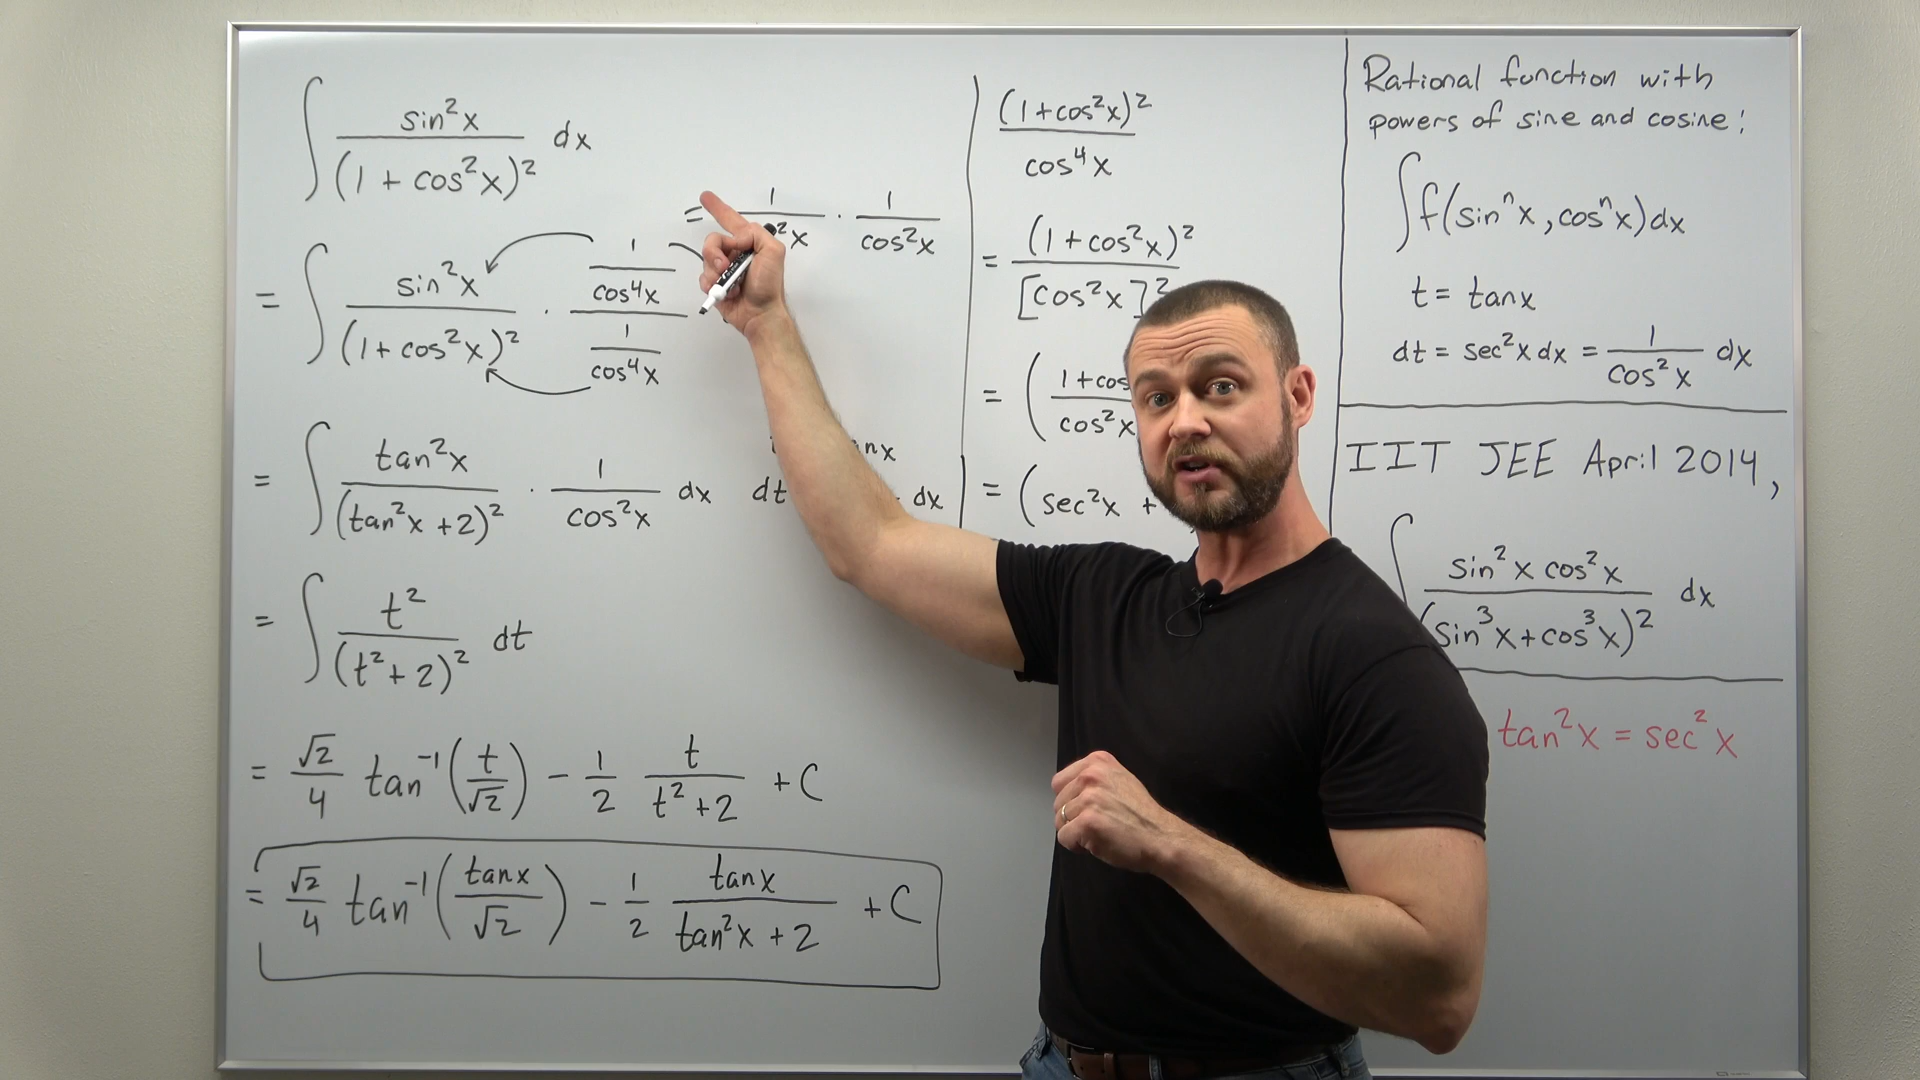 ∫ sin²x / (1 + cos²x)² dx
= ∫ sin²x / (1 + cos²x)² · (1/cos⁴x) / (1/cos⁴x)
= 1 / ²x · 1 / cos²x
= ∫ tan²x / (tan²x + 2)² · 1 / cos²x dx
nx
dt dx
= ∫ t² / (t² + 2)² dt
= √2/4 tan⁻¹(t/√2) − 1/2 t / (t² + 2) + C
= √2/4 tan⁻¹(tanx/√2) − 1/2 tanx / (tan²x + 2) + C
(1+cos²x)² / cos⁴x
= (1+cos²x)² / [cos²x]²
= (1+cos / cos²x
= (sec²x +
Rational function with
powers of sine and cosine:
∫ f(sinⁿx, cosⁿx)dx
t = tanx
dt = sec²x dx = 1 / cos²x dx
IIT JEE April 2014,
∫ sin²x cos²x / (sin³x + cos³x)² dx
tan²x = sec²x